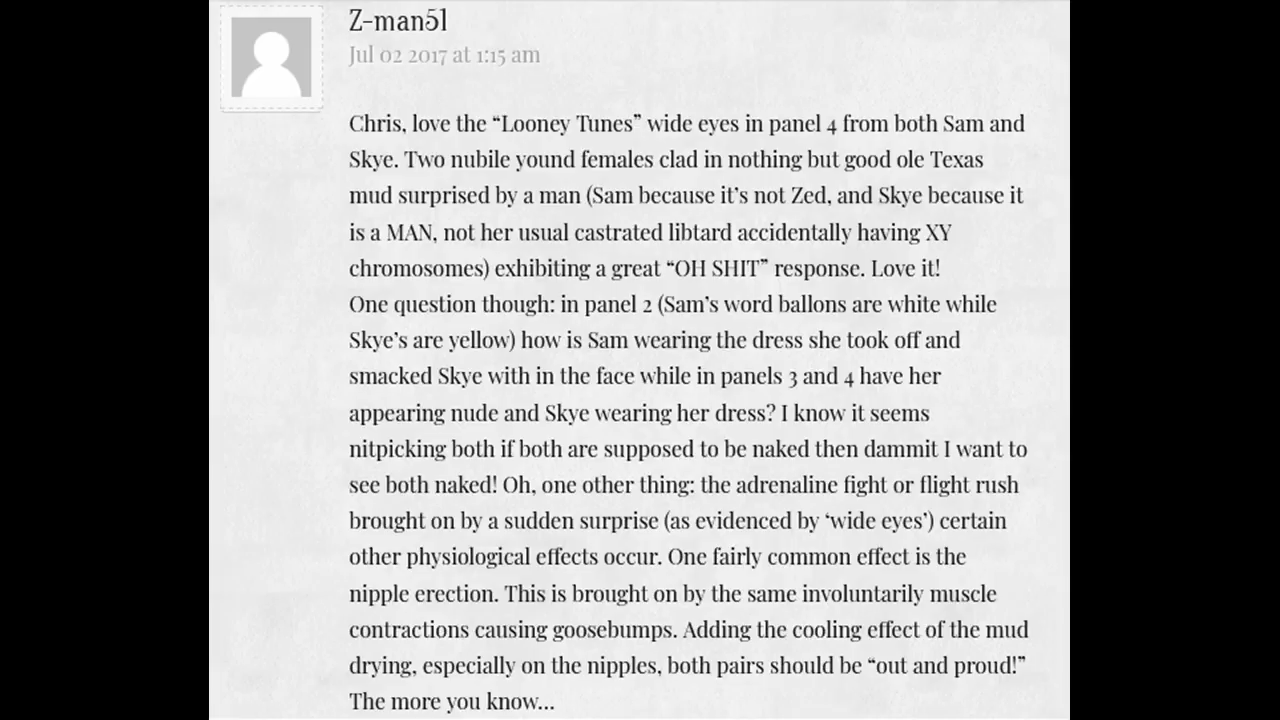 Z-man51
Jul 02 2017 at 1:15 am
Chris, love the “Looney Tunes” wide eyes in panel 4 from both Sam and
Skye. Two nubile yound females clad in nothing but good ole Texas
mud surprised by a man (Sam because it’s not Zed, and Skye because it
is a MAN, not her usual castrated libtard accidentally having XY
chromosomes) exhibiting a great “OH SHIT” response. Love it!
One question though: in panel 2 (Sam’s word ballons are white while
Skye’s are yellow) how is Sam wearing the dress she took off and
smacked Skye with in the face while in panels 3 and 4 have her
appearing nude and Skye wearing her dress? I know it seems
nitpicking both if both are supposed to be naked then dammit I want to
see both naked! Oh, one other thing: the adrenaline fight or flight rush
brought on by a sudden surprise (as evidenced by ‘wide eyes’) certain
other physiological effects occur. One fairly common effect is the
nipple erection. This is brought on by the same involuntarily muscle
contractions causing goosebumps. Adding the cooling effect of the mud
drying, especially on the nipples, both pairs should be “out and proud!”
The more you know...